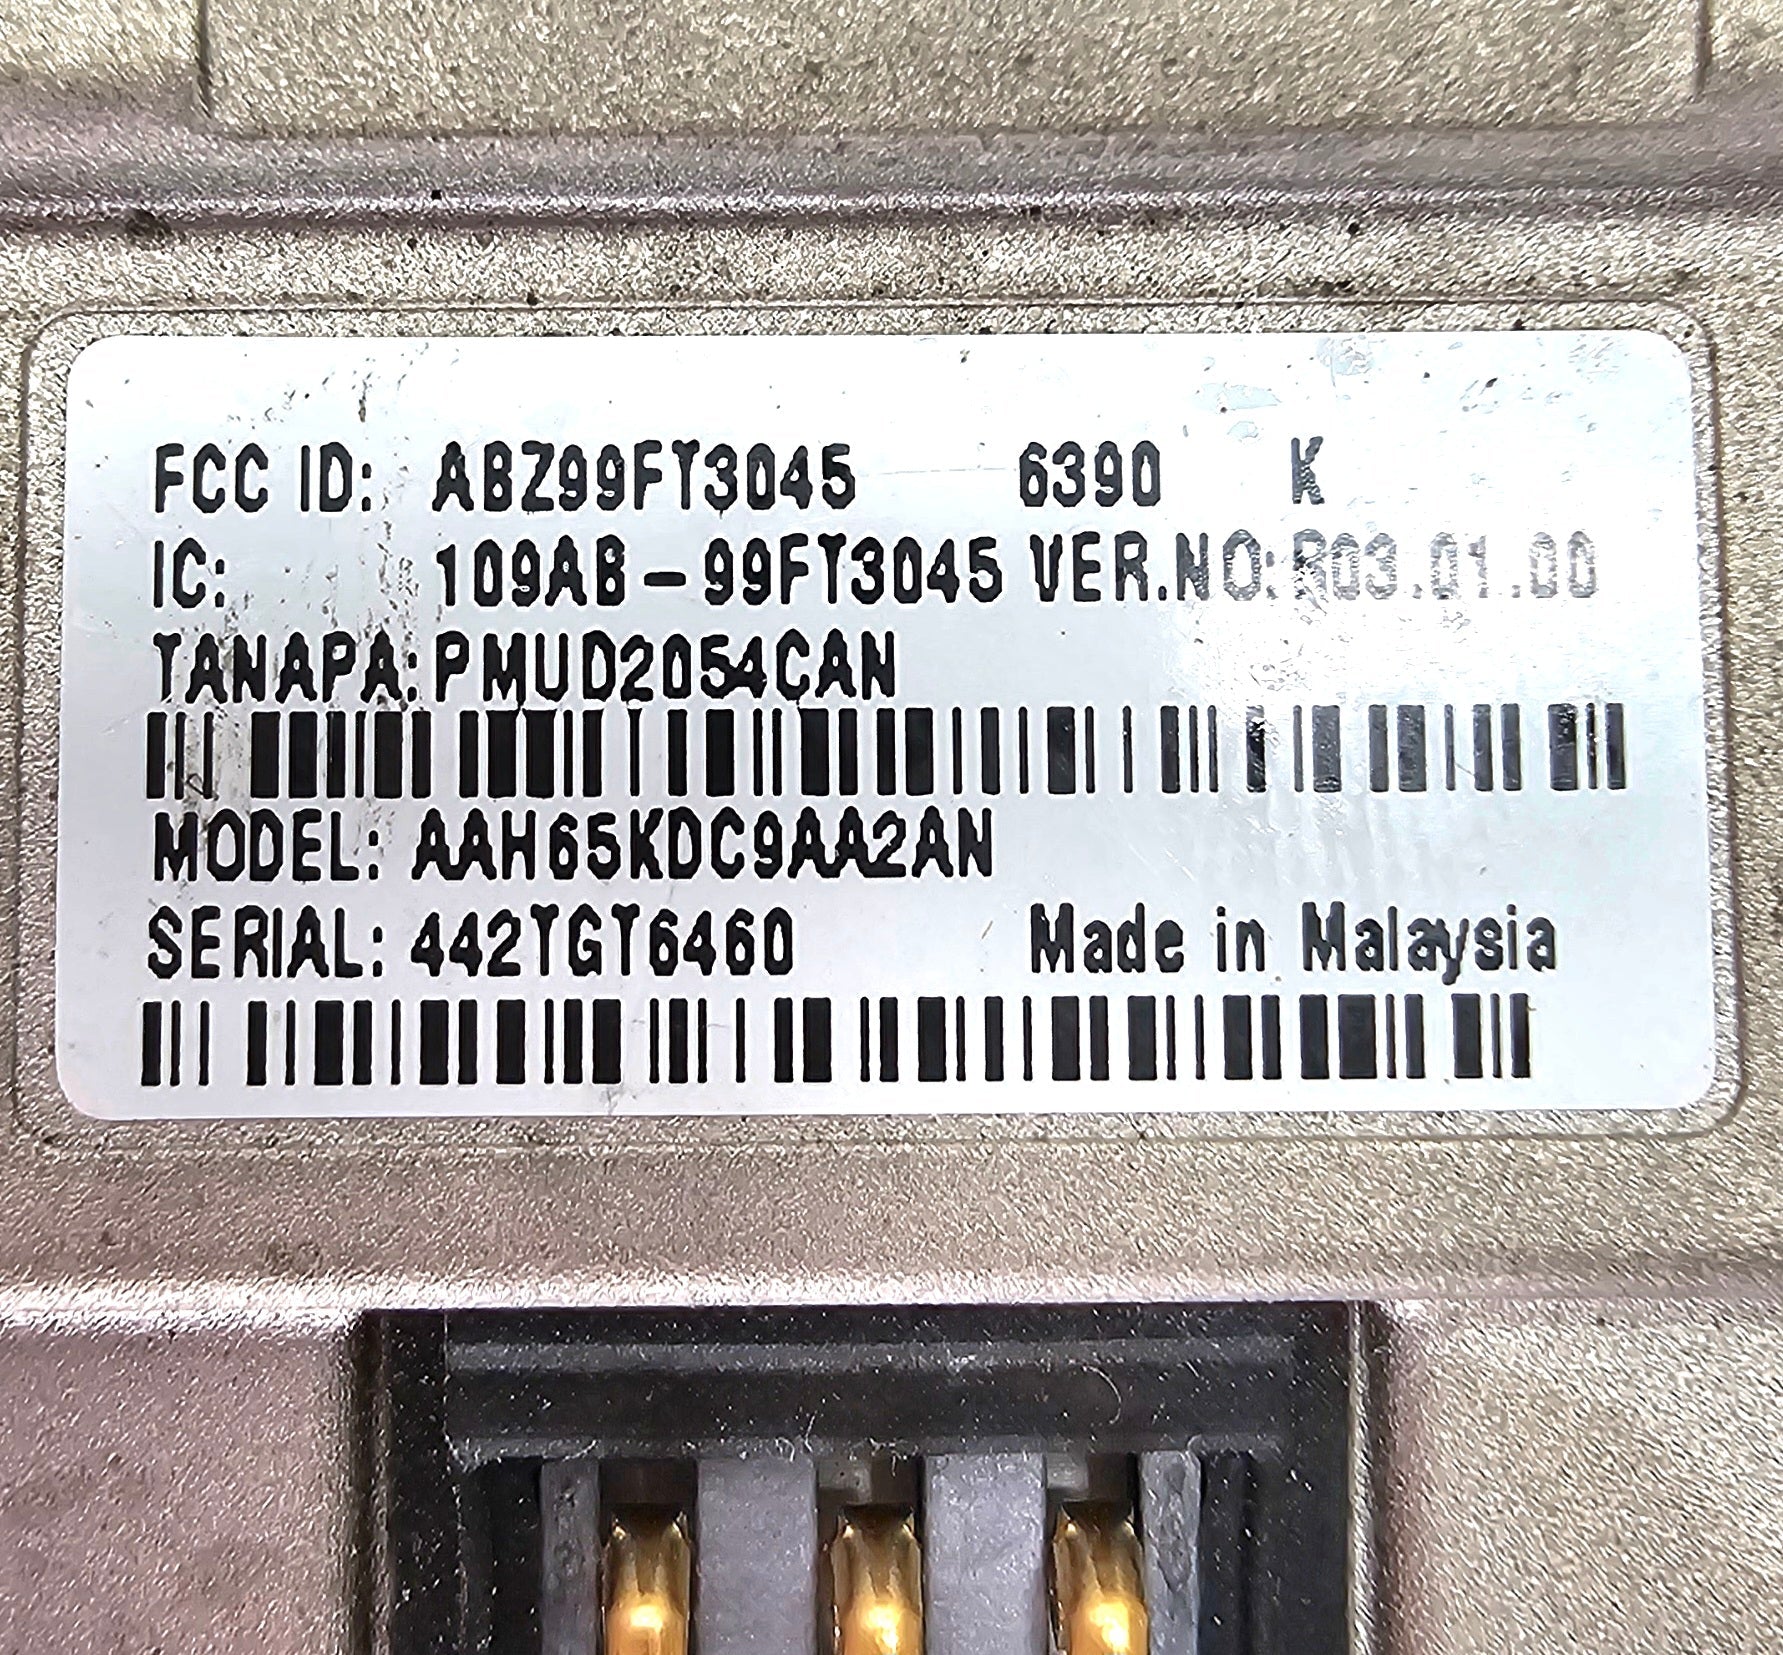 FCC ID: ABZ99FT3045 6390 K
IC: 109AB-99FT3045 VER.NO:R03.01.00
TANAPA:PMUD2054CAN
MODEL: AAH65KDC9AA2AN
SERIAL: 442TGT6460 Made in Malaysia